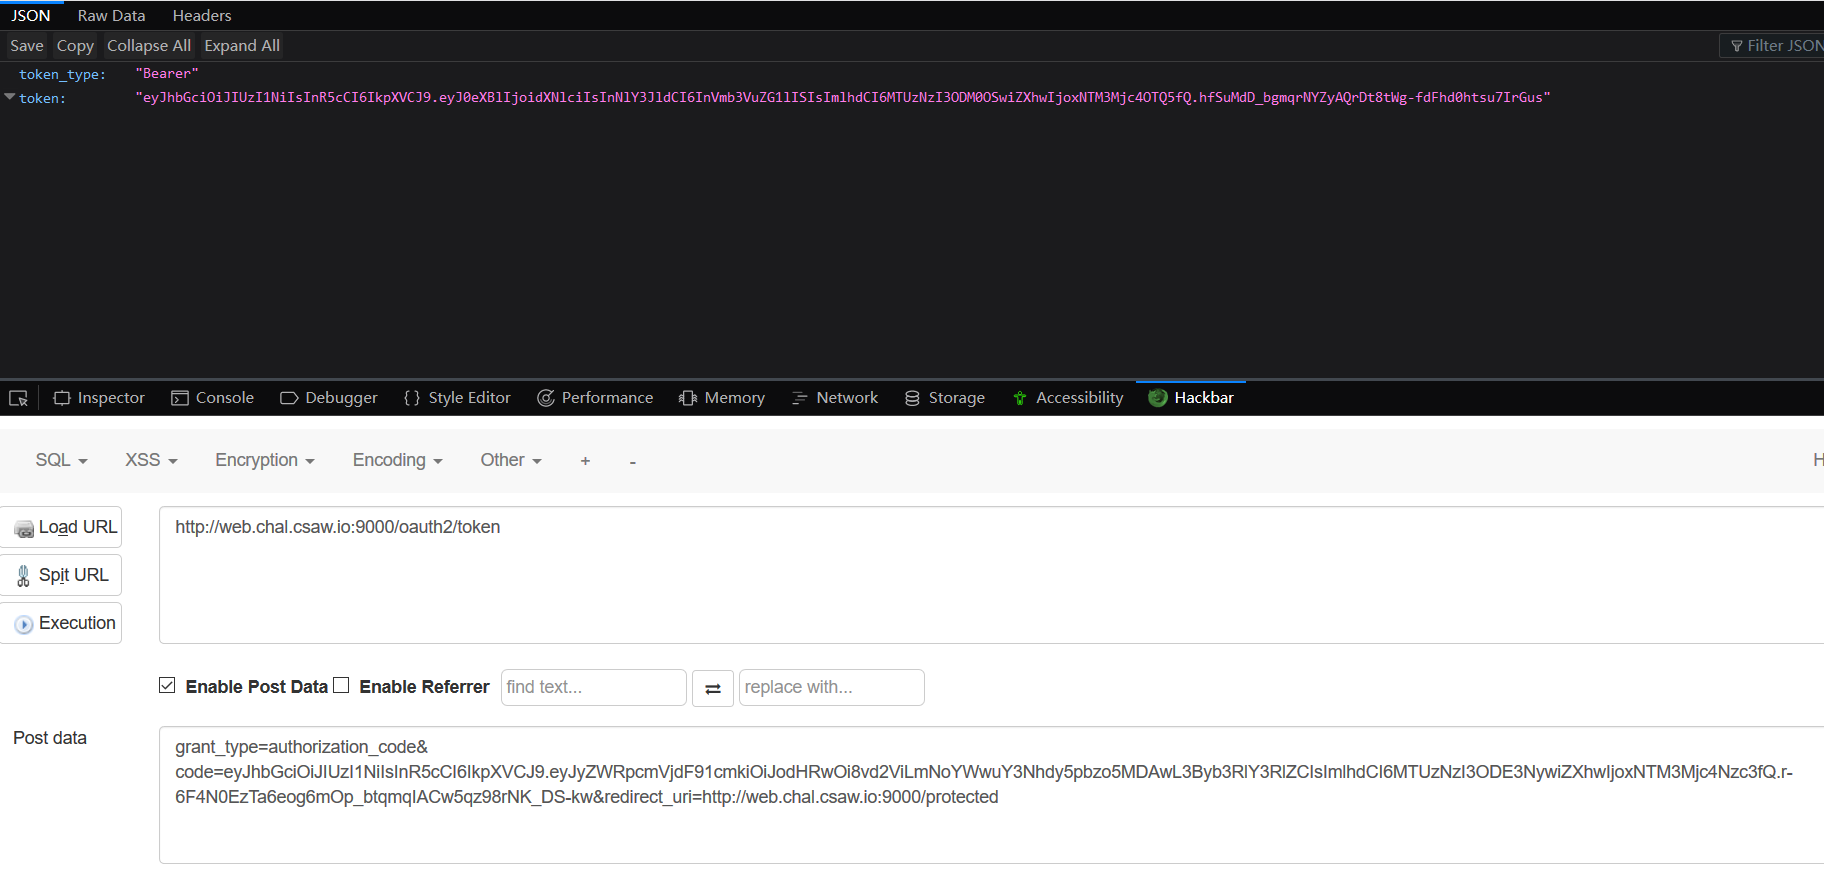 JSON Raw Data Headers
Save Copy Collapse All Expand All Filter JSON
token_type: "Bearer"
token: "eyJhbGciOiJIUzI1NiIsInR5cCI6IkpXVCJ9.eyJ0eXBlIjoidXNlciIsInNlY3JldCI6InVmb3VuZG1lISIsImlhdCI6MTUzNzI3ODM0OSwiZXhwIjoxNTM3Mjc4OTQ5fQ.hfSuMdD_bgmqrNYZyAQrDt8tWg-fdFhd0htsu7IrGus"
Inspector Console Debugger Style Editor Performance Memory Network Storage Accessibility Hackbar
SQL XSS Encryption Encoding Other + - H
Load URL http://web.chal.csaw.io:9000/oauth2/token
Spit URL
Execution
Enable Post Data Enable Referrer find text... replace with...
Post data grant_type=authorization_code&
code=eyJhbGciOiJIUzI1NiIsInR5cCI6IkpXVCJ9.eyJyZWRpcmVjdF91cmkiOiJodHRwOi8vd2ViLmNoYWwuY3Nhdy5pbzo5MDAwL3Byb3RlY3RlZCIsImlhdCI6MTUzNzI3ODE3NywiZXhwIjoxNTM3Mjc4Nzc3fQ.r-
6F4N0EzTa6eog6mOp_btqmqIACw5qz98rNK_DS-kw&redirect_uri=http://web.chal.csaw.io:9000/protected